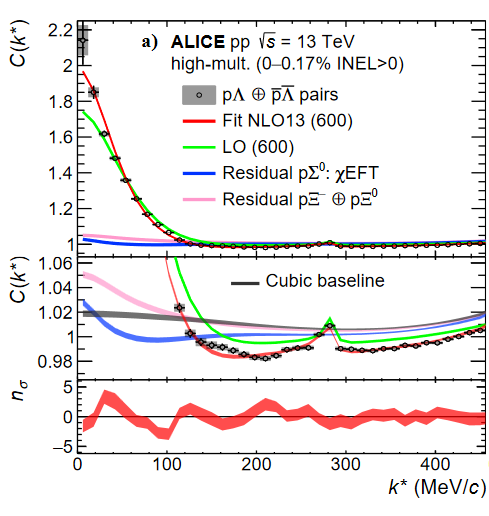 a) ALICE pp √s = 13 TeV
high-mult. (0–0.17% INEL>0)
pΛ ⊕ p̅Λ̅ pairs
Fit NLO13 (600)
LO (600)
Residual pΣ⁰: χEFT
Residual pΞ⁻ ⊕ pΞ⁰
C(k*)
2.2
2
1.8
1.6
1.4
1.2
1
Cubic baseline
C(k*)
1.06
1.04
1.02
1.00
0.98
nσ
5
0
−5
0 100 200 300 400
k* (MeV/c)